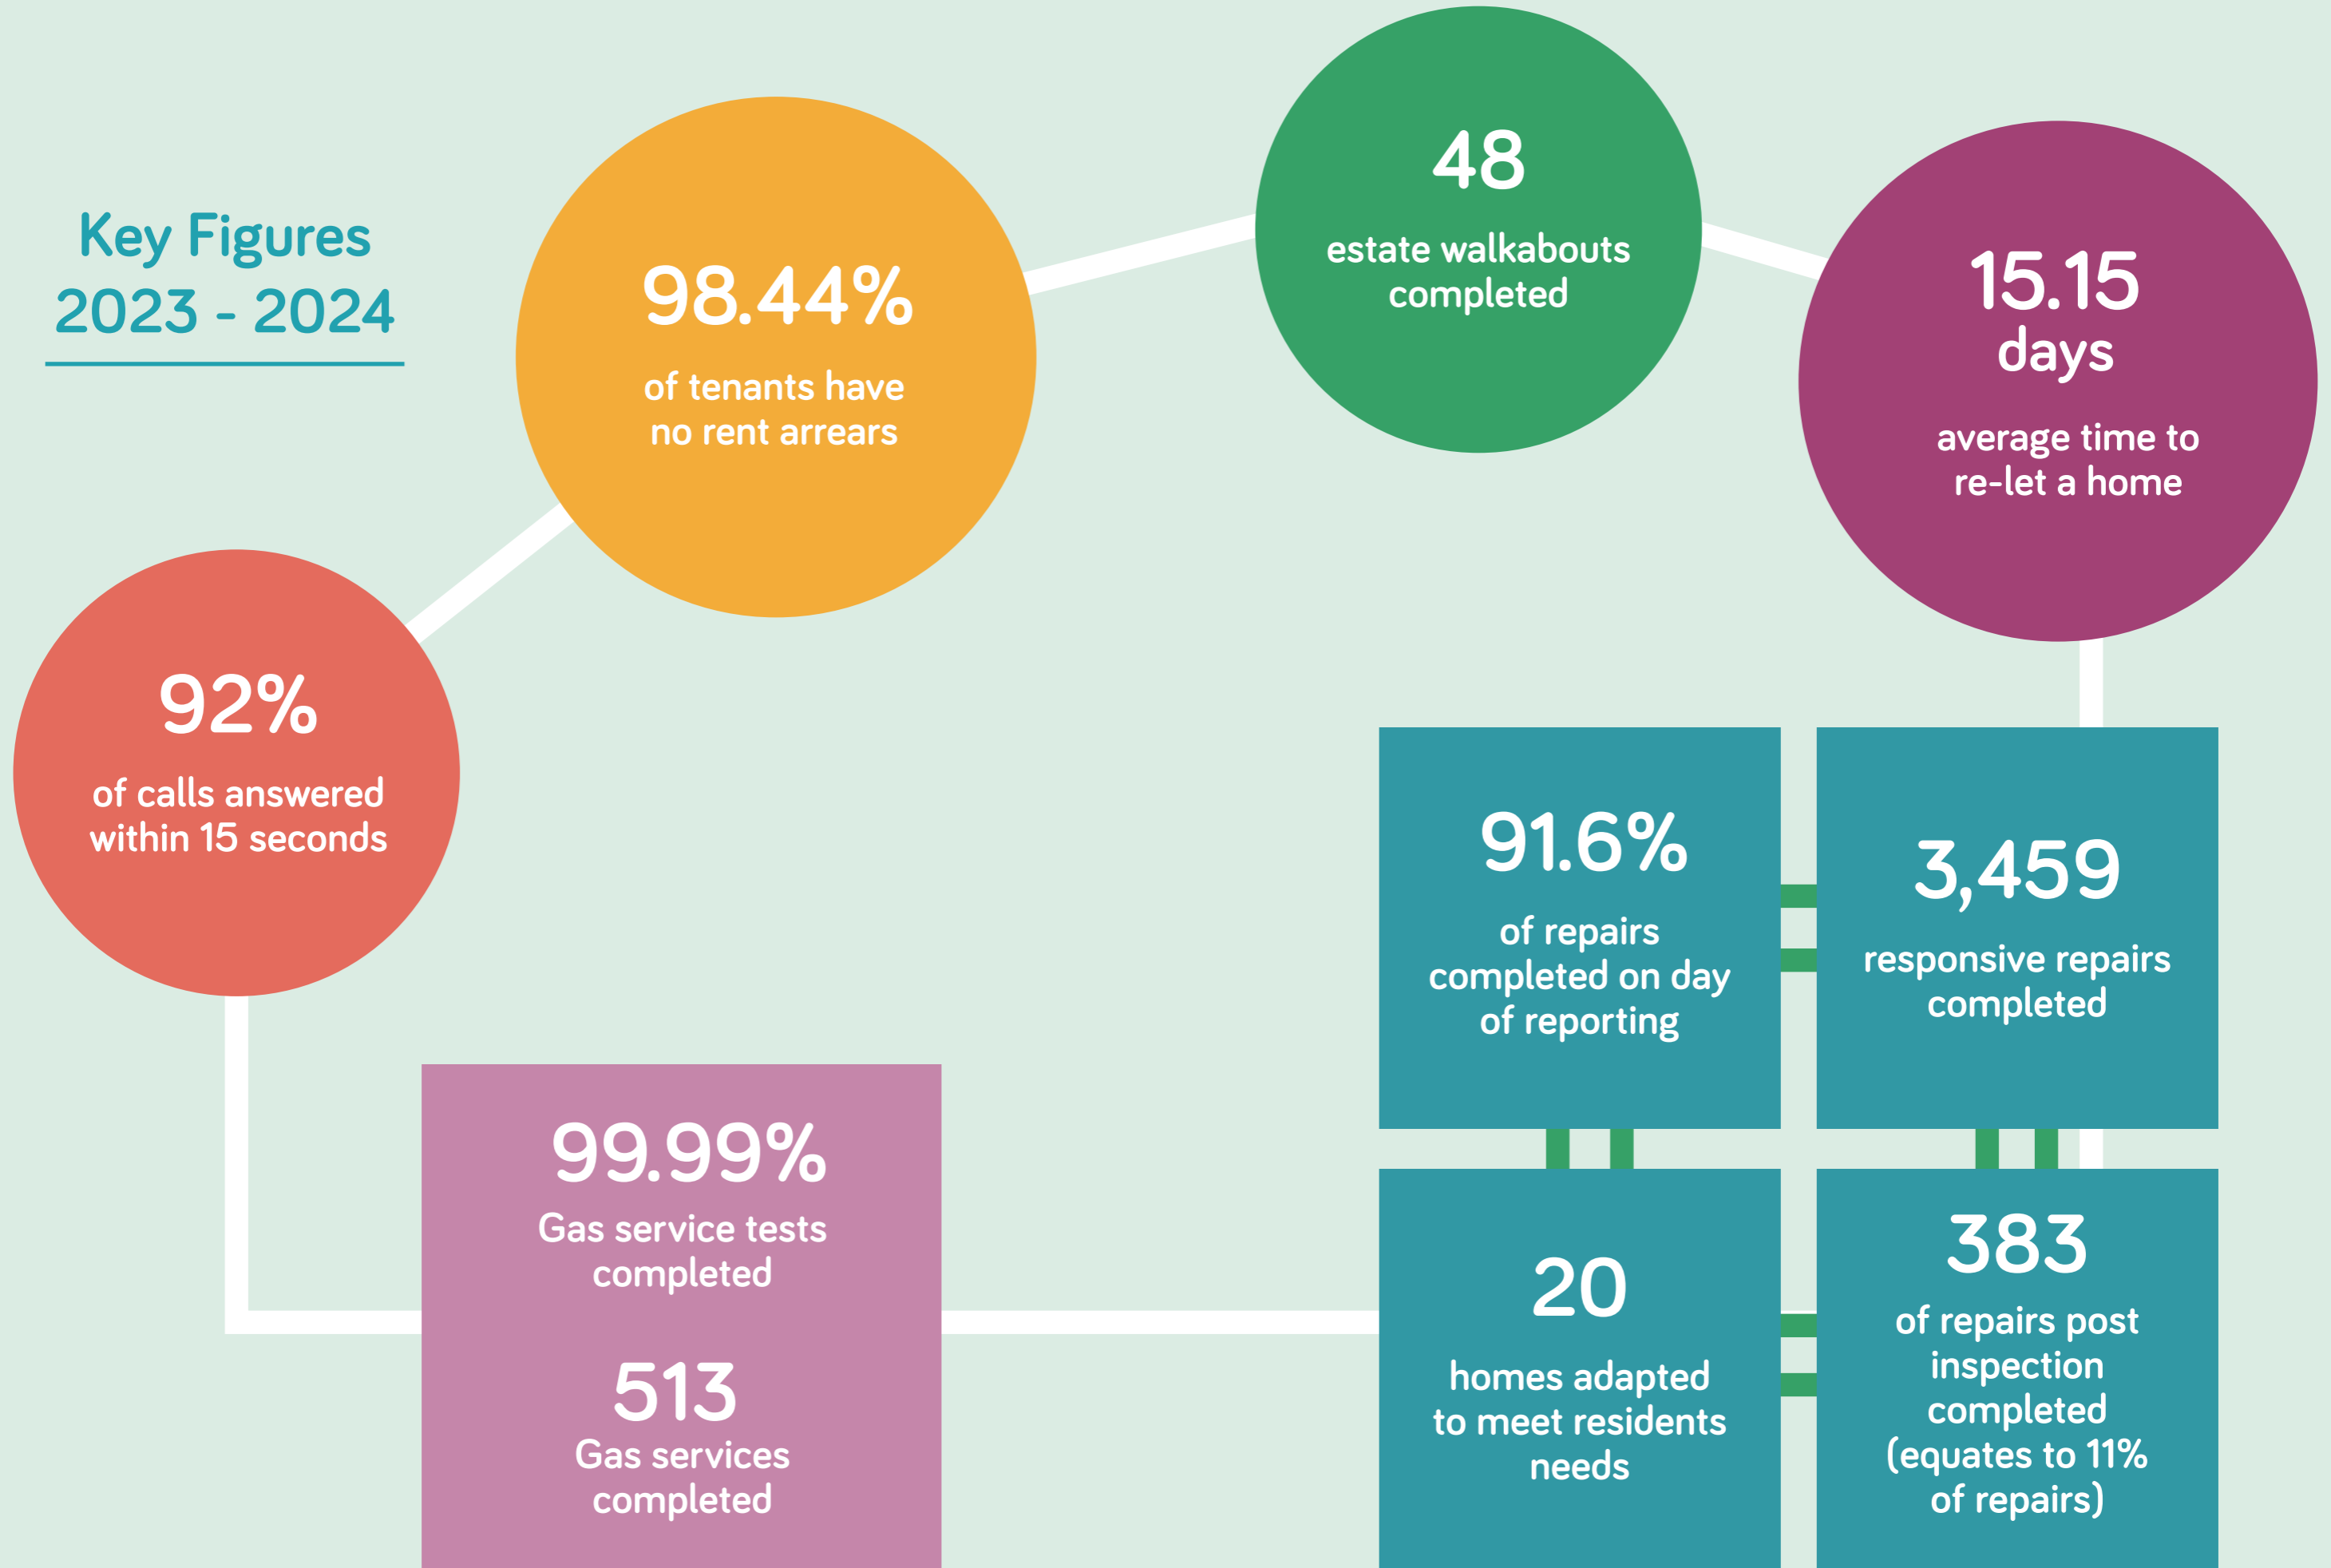 Key Figures
2023 - 2024
92%
of calls answered
within 15 seconds
98.44%
of tenants have
no rent arrears
48
estate walkabouts
completed
15.15
days
average time to
re-let a home
91.6%
of repairs
completed on day
of reporting
3,459
responsive repairs
completed
99.99%
Gas service tests
completed
513
Gas services
completed
20
homes adapted
to meet residents
needs
383
of repairs post
inspection
completed
(equates to 11%
of repairs)